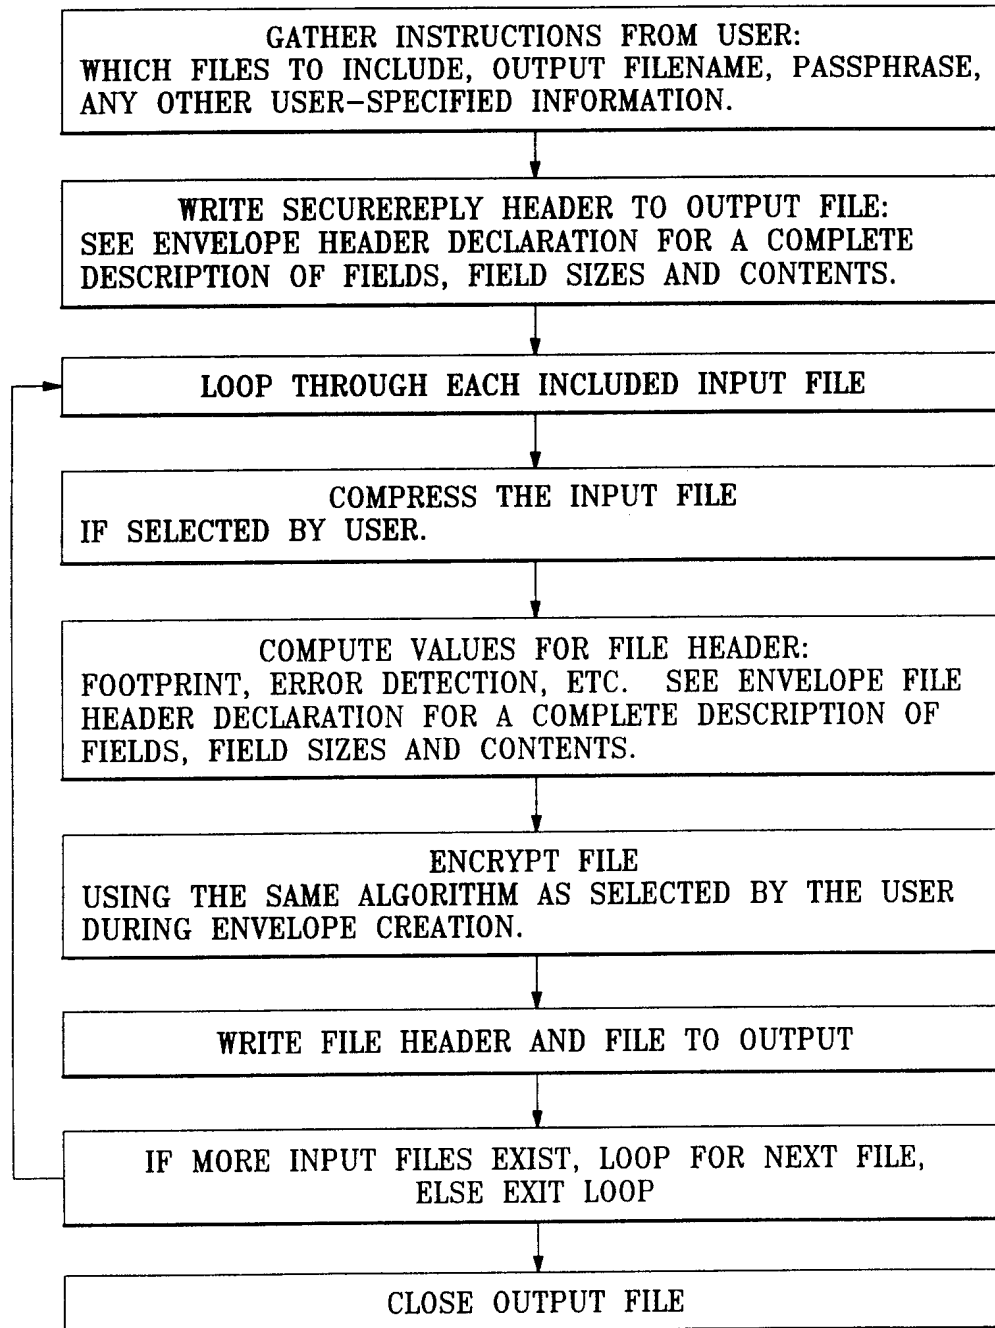 GATHER INSTRUCTIONS FROM USER:
WHICH FILES TO INCLUDE, OUTPUT FILENAME, PASSPHRASE,
ANY OTHER USER-SPECIFIED INFORMATION.
WRITE SECUREREPLY HEADER TO OUTPUT FILE:
SEE ENVELOPE HEADER DECLARATION FOR A COMPLETE
DESCRIPTION OF FIELDS, FIELD SIZES AND CONTENTS.
LOOP THROUGH EACH INCLUDED INPUT FILE
COMPRESS THE INPUT FILE
IF SELECTED BY USER.
COMPUTE VALUES FOR FILE HEADER:
FOOTPRINT, ERROR DETECTION, ETC. SEE ENVELOPE FILE
HEADER DECLARATION FOR A COMPLETE DESCRIPTION OF
FIELDS, FIELD SIZES AND CONTENTS.
ENCRYPT FILE
USING THE SAME ALGORITHM AS SELECTED BY THE USER
DURING ENVELOPE CREATION.
WRITE FILE HEADER AND FILE TO OUTPUT
IF MORE INPUT FILES EXIST, LOOP FOR NEXT FILE,
ELSE EXIT LOOP
CLOSE OUTPUT FILE